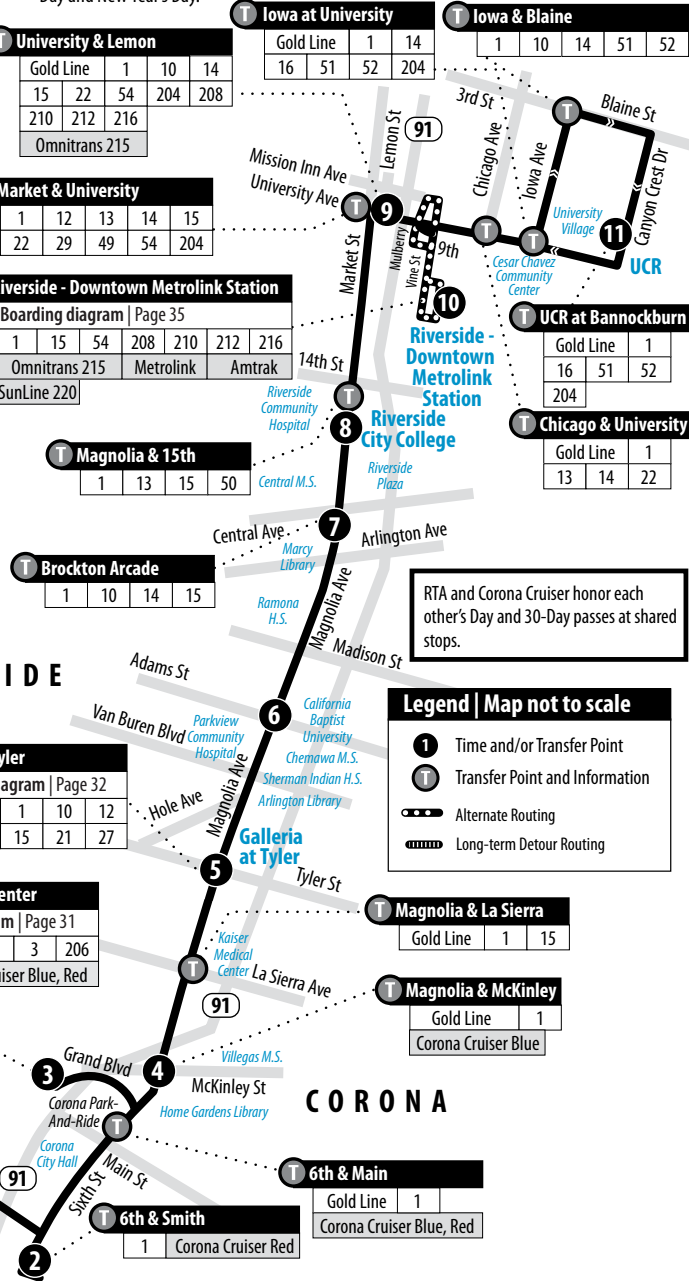 Day and New Year's Day.
T Iowa at University
Gold Line 1 14
16 51 52 204
T Iowa & Blaine
1 10 14 51 52
T University & Lemon
Gold Line 1 10 14
15 22 54 204 208
210 212 216
Omnitrans 215
3rd St
Blaine St
T
Lemon St
91
Chicago Ave
Iowa Ave
Canyon Crest Dr
Mission Inn Ave
University Ave
Market & University
1 12 13 14 15
22 29 49 54 204
T
9
Market St
Mulberry
Vine St
9th
T
T
University
Village
11
UCR
Cesar Chavez
Community
Center
iverside - Downtown Metrolink Station
Boarding diagram | Page 35
1 15 54 208 210 212 216
Omnitrans 215 Metrolink Amtrak
SunLine 220
10
Riverside -
Downtown
Metrolink
Station
T UCR at Bannockburn
Gold Line 1
16 51 52
204
14th St
Riverside
Community
Hospital
T
8
Riverside
City College
T Chicago & University
Gold Line 1
13 14 22
T Magnolia & 15th
1 13 15 50
Central M.S.
Riverside
Plaza
7
Central Ave
Arlington Ave
Marcy
Library
T Brockton Arcade
1 10 14 15
Magnolia Ave
Ramona
H.S.
RTA and Corona Cruiser honor each
other's Day and 30-Day passes at shared
stops.
Madison St
IDE
Adams St
Van Buren Blvd
6
Parkview
Community
Hospital
California
Baptist
University
Chemawa M.S.
Sherman Indian H.S.
Arlington Library
Legend | Map not to scale
1 Time and/or Transfer Point
T Transfer Point and Information
Alternate Routing
Long-term Detour Routing
yler
agram | Page 32
1 10 12
15 21 27
Hole Ave
Magnolia Ave
Galleria
at Tyler
5
Tyler St
enter
m | Page 31
3 206
iser Blue, Red
T Magnolia & La Sierra
Gold Line 1 15
Kaiser
Medical
Center
T
La Sierra Ave
91
T Magnolia & McKinley
Gold Line 1
Corona Cruiser Blue
3
Grand Blvd
4
Villegas M.S.
McKinley St
Home Gardens Library
CORONA
Corona Park-
And-Ride
T
Corona
City Hall
91
Main St
Sixth St
T 6th & Main
Gold Line 1
Corona Cruiser Blue, Red
T 6th & Smith
1 Corona Cruiser Red
2